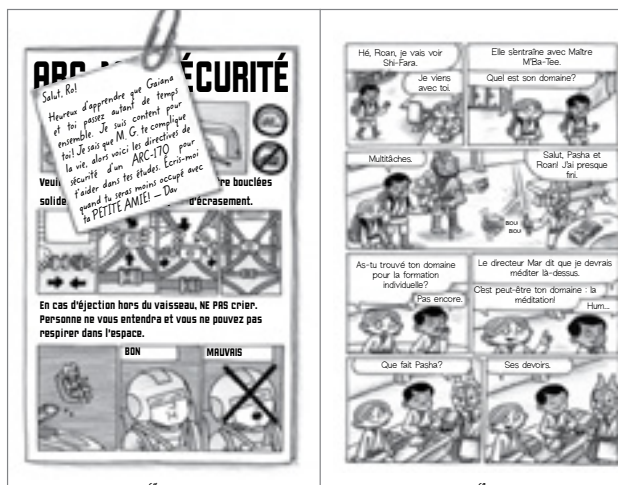 ARC- ÉCURITÉ
Salut, Ro!
Heureux d'apprendre que Gaiana
et toi passez autant de temps
ensemble. Je suis content pour
toi! Je sais que M. G. te complique
la vie, alors voici les directives de
sécurité d'un ARC-170 pour
t'aider dans tes études. Écris-moi
quand tu seras moins occupé avec
ta PETITE AMIE! — Dav
re bouclées
solide d'écrasement.
En cas d'éjection hors du vaisseau, NE PAS crier.
Personne ne vous entendra et vous ne pouvez pas
respirer dans l'espace.
BON
MAUVAIS
Hé, Roan, je vais voir
Shi-Fara.
Je viens
avec toi.
Elle s'entraîne avec Maître
M'Ba-Tee.
Quel est son domaine?
Multitâches.
Salut, Pasha et
Roan! J'ai presque
fini.
BOU
BOU
As-tu trouvé ton domaine
pour la formation
individuelle?
Pas encore.
Le directeur Mar dit que je devrais
méditer là-dessus.
C'est peut-être ton domaine : la
méditation!
Hum...
Que fait Pasha?
Ses devoirs.